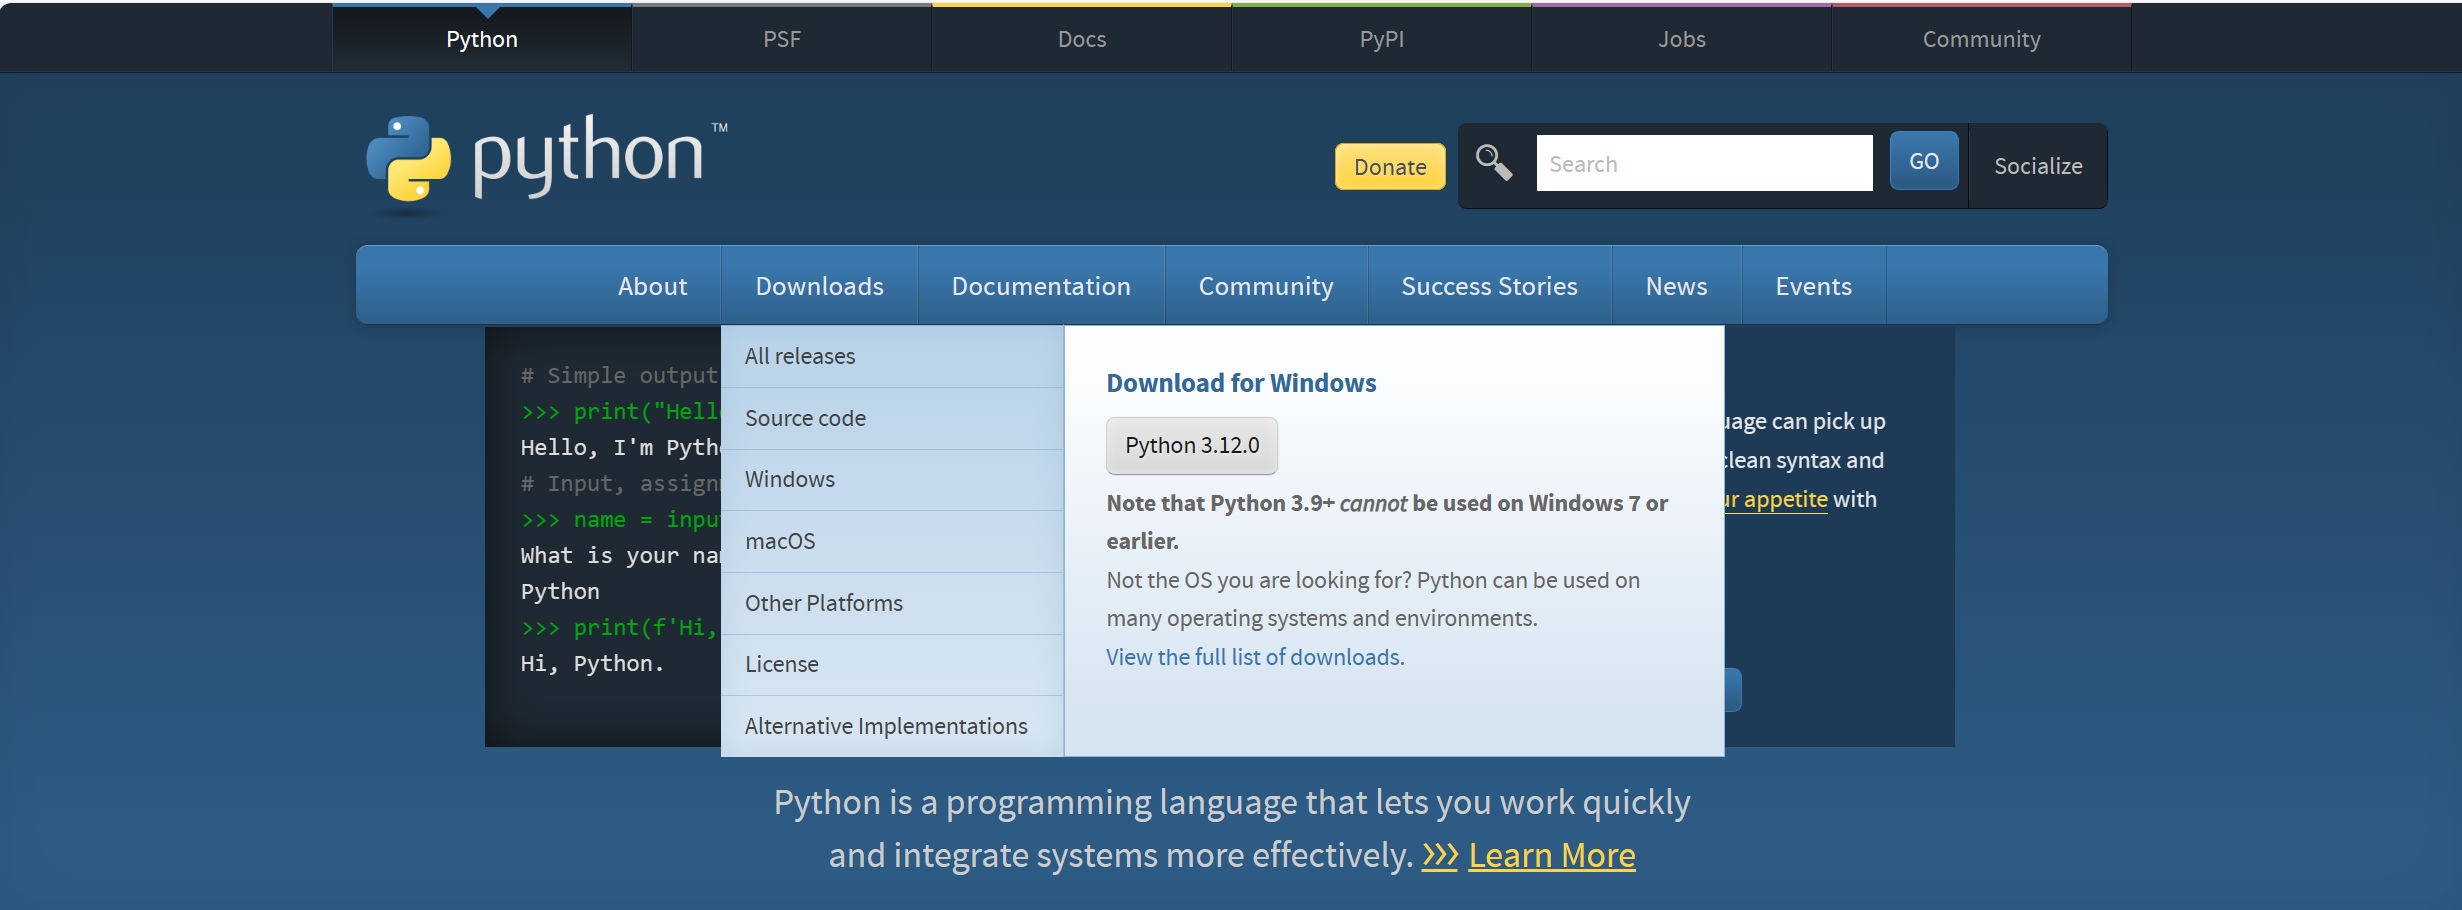 Python
PSF
Docs
PyPI
Jobs
Community
python™
Donate
Search
GO
Socialize
About
Downloads
Documentation
Community
Success Stories
News
Events
# Simple output
>>> print("Hell
Hello, I'm Pyth
# Input, assign
>>> name = inpu
What is your na
Python
>>> print(f'Hi,
Hi, Python.
All releases
Source code
Windows
macOS
Other Platforms
License
Alternative Implementations
Download for Windows
Python 3.12.0
Note that Python 3.9+ cannot be used on Windows 7 or
earlier.
Not the OS you are looking for? Python can be used on
many operating systems and environments.
View the full list of downloads.
uage can pick up
clean syntax and
ur appetite with
Python is a programming language that lets you work quickly
and integrate systems more effectively. >>> Learn More